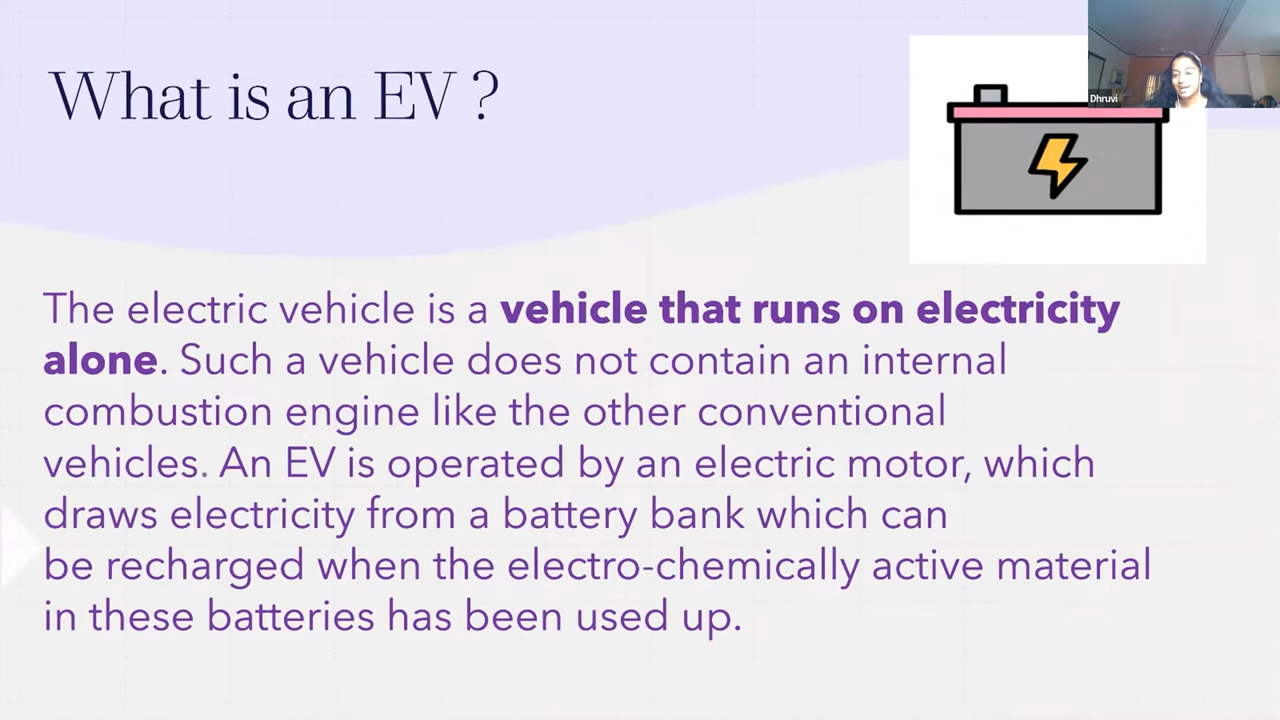 What is an EV ?
Dhruvi
The electric vehicle is a vehicle that runs on electricity
alone. Such a vehicle does not contain an internal
combustion engine like the other conventional
vehicles. An EV is operated by an electric motor, which
draws electricity from a battery bank which can
be recharged when the electro-chemically active material
in these batteries has been used up.